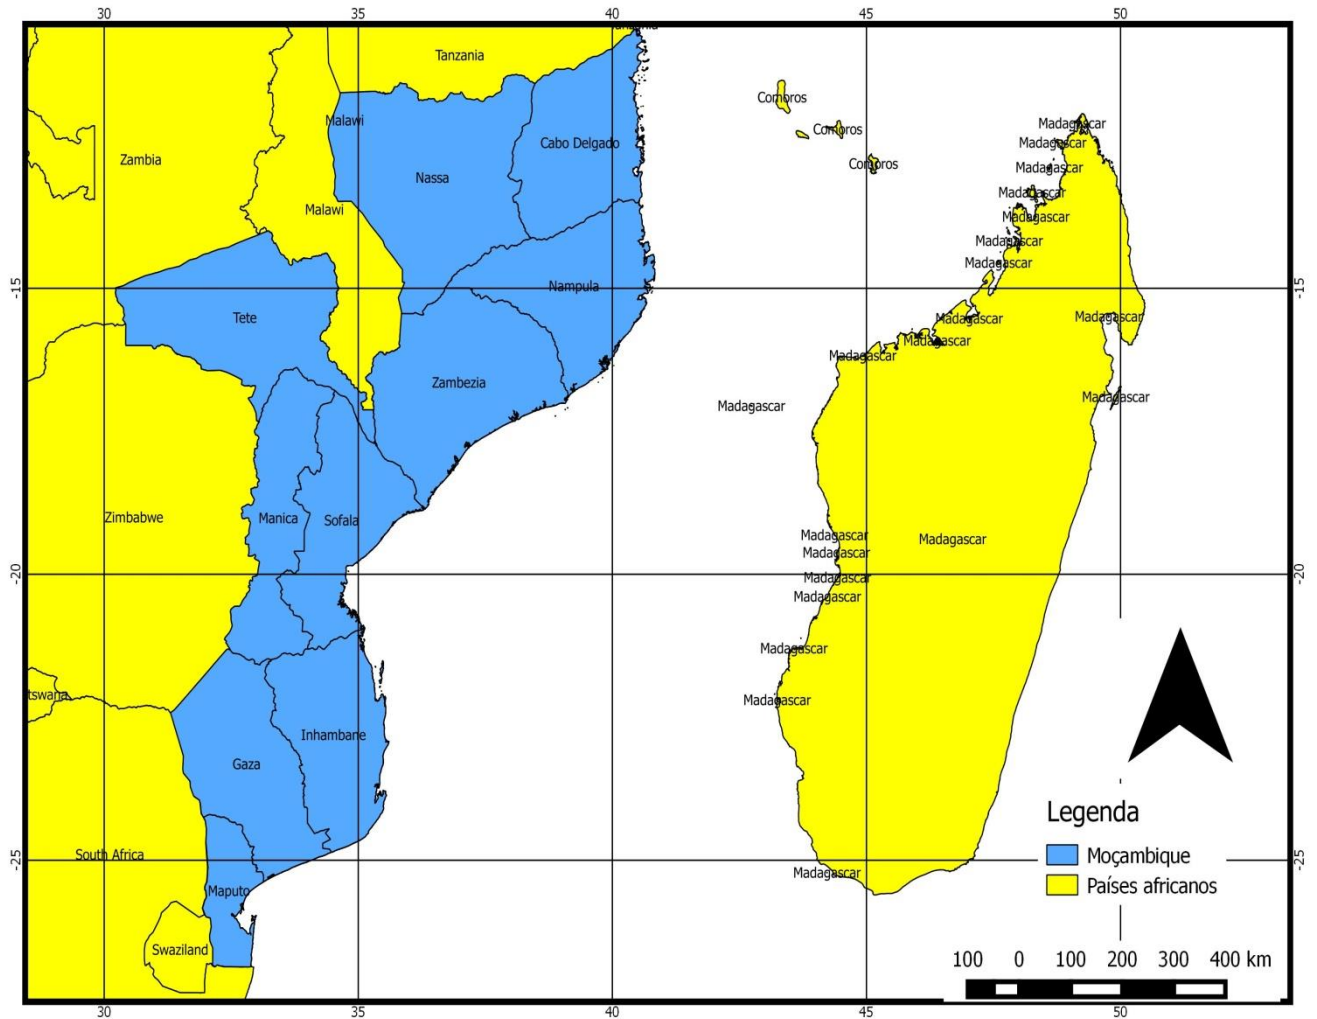 30 35 40 45 50
Tanzania
Tanzania
Comoros
Malawi
Comoros
Madagascar
Cabo Delgado
Madagascar
Zambia
Comoros
Madagascar
Nassa
Madagascar
Malawi
Madagascar
Madagascar
Madagascar
-15 -15
Nampula
Tete
Madagascar
Madagascar
Madagascar
Madagascar
Zambezia
Madagascar
Madagascar
Zimbabwe
Manica
Sofala
Madagascar
Madagascar
Madagascar
-20 -20
Madagascar
Madagascar
Madagascar
tswana
Madagascar
Inhambane
Gaza
Legenda
South Africa
Moçambique
-25 -25
Madagascar
Países africanos
Maputo
Swaziland
100 0 100 200 300 400 km
30 35 40 45 50